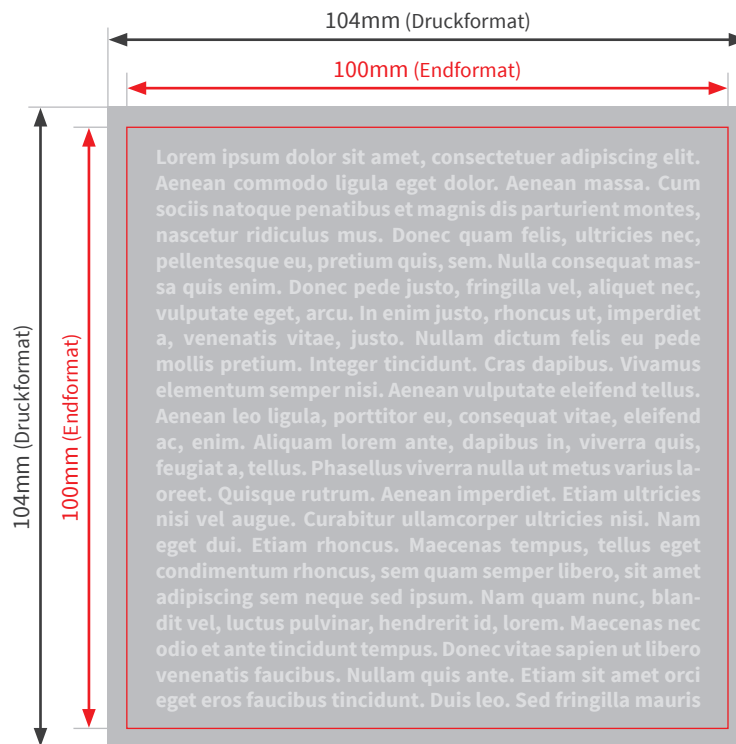 104mm (Druckformat)
100mm (Endformat)
104mm (Druckformat)
100mm (Endformat)
Lorem ipsum dolor sit amet, consectetuer adipiscing elit.
Aenean commodo ligula eget dolor. Aenean massa. Cum
sociis natoque penatibus et magnis dis parturient montes,
nascetur ridiculus mus. Donec quam felis, ultricies nec,
pellentesque eu, pretium quis, sem. Nulla consequat mas-
sa quis enim. Donec pede justo, fringilla vel, aliquet nec,
vulputate eget, arcu. In enim justo, rhoncus ut, imperdiet
a, venenatis vitae, justo. Nullam dictum felis eu pede
mollis pretium. Integer tincidunt. Cras dapibus. Vivamus
elementum semper nisi. Aenean vulputate eleifend tellus.
Aenean leo ligula, porttitor eu, consequat vitae, eleifend
ac, enim. Aliquam lorem ante, dapibus in, viverra quis,
feugiat a, tellus. Phasellus viverra nulla ut metus varius la-
oreet. Quisque rutrum. Aenean imperdiet. Etiam ultricies
nisi vel augue. Curabitur ullamcorper ultricies nisi. Nam
eget dui. Etiam rhoncus. Maecenas tempus, tellus eget
condimentum rhoncus, sem quam semper libero, sit amet
adipiscing sem neque sed ipsum. Nam quam nunc, blan-
dit vel, luctus pulvinar, hendrerit id, lorem. Maecenas nec
odio et ante tincidunt tempus. Donec vitae sapien ut libero
venenatis faucibus. Nullam quis ante. Etiam sit amet orci
eget eros faucibus tincidunt. Duis leo. Sed fringilla mauris